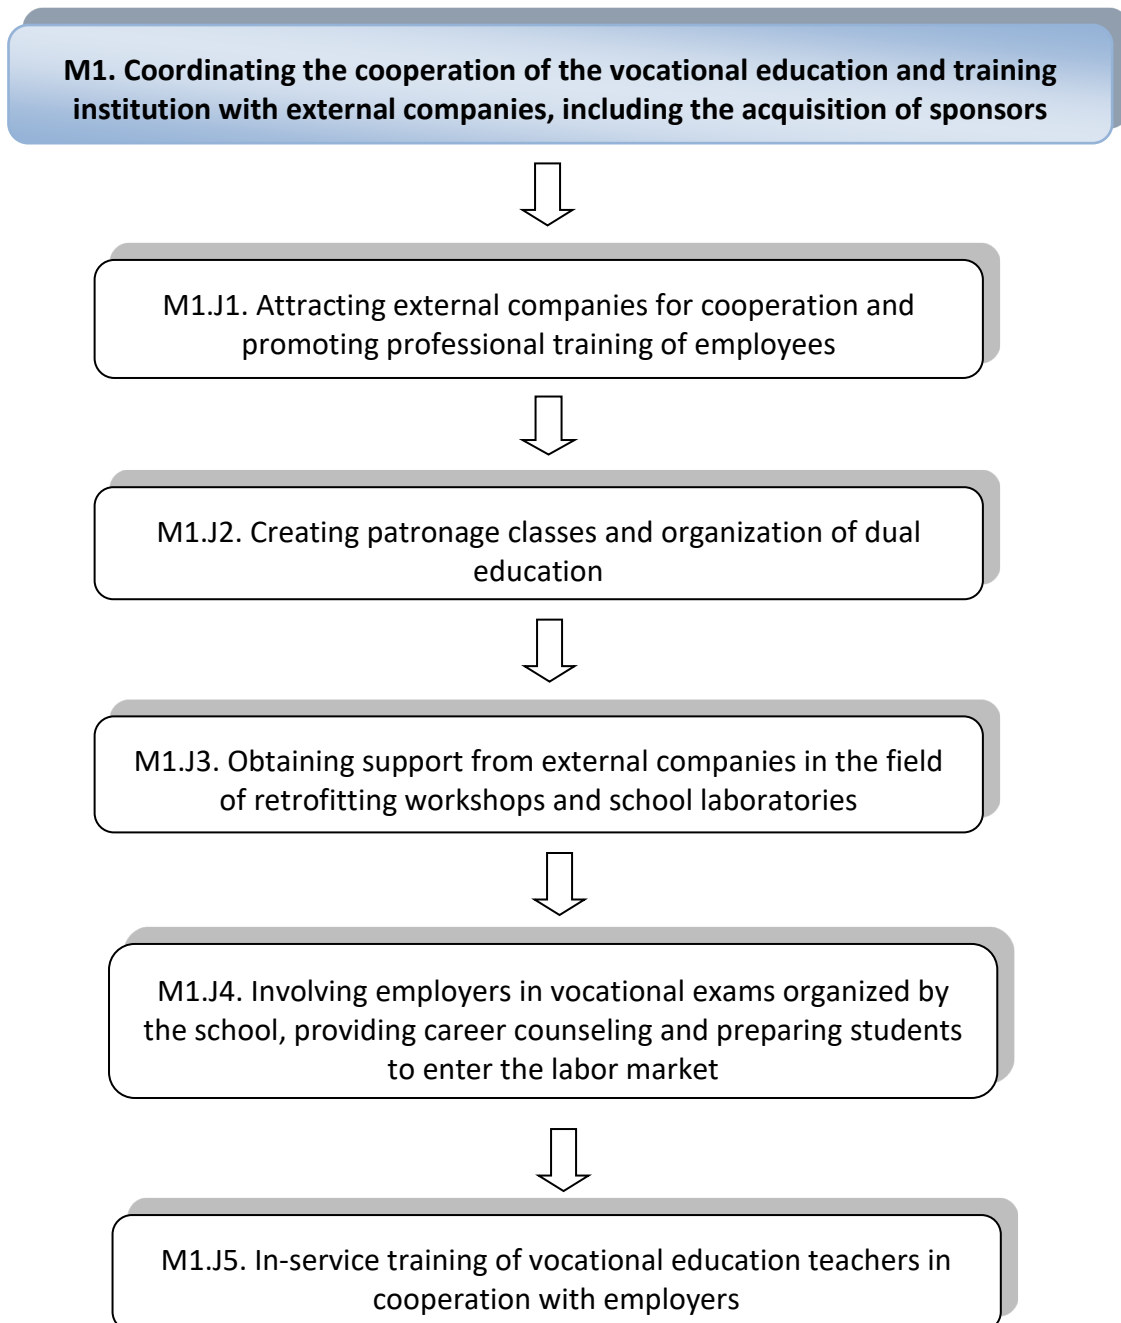 M1. Coordinating the cooperation of the vocational education and training
institution with external companies, including the acquisition of sponsors
M1.J1. Attracting external companies for cooperation and
promoting professional training of employees
M1.J2. Creating patronage classes and organization of dual
education
M1.J3. Obtaining support from external companies in the field
of retrofitting workshops and school laboratories
M1.J4. Involving employers in vocational exams organized by
the school, providing career counseling and preparing students
to enter the labor market
M1.J5. In-service training of vocational education teachers in
cooperation with employers